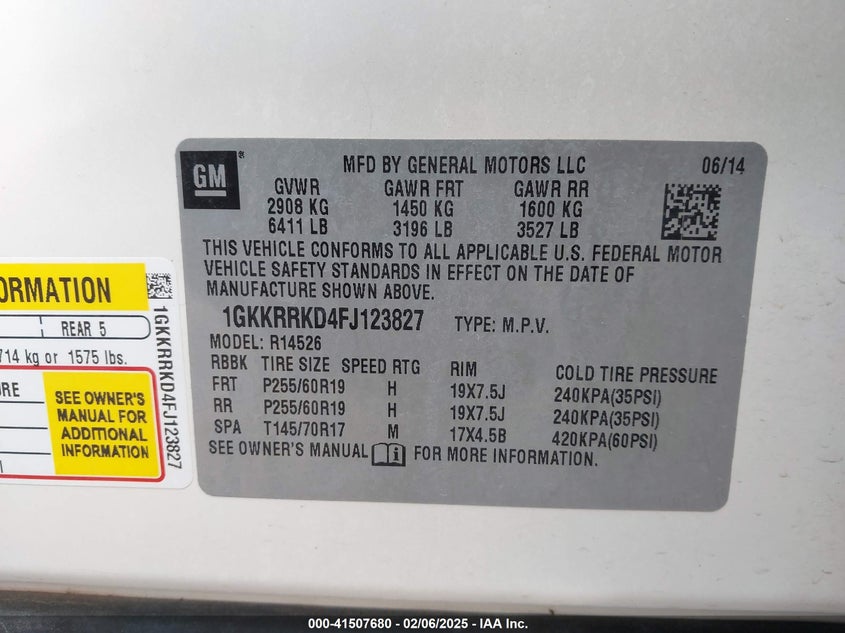 GM
MFD BY GENERAL MOTORS LLC 06/14
GVWR GAWR FRT GAWR RR
2908 KG 1450 KG 1600 KG
6411 LB 3196 LB 3527 LB
THIS VEHICLE CONFORMS TO ALL APPLICABLE U.S. FEDERAL MOTOR
VEHICLE SAFETY STANDARDS IN EFFECT ON THE DATE OF
MANUFACTURE SHOWN ABOVE.
1GKKRRKD4FJ123827 TYPE: M.P.V.
MODEL: R14526
RBBK TIRE SIZE SPEED RTG RIM COLD TIRE PRESSURE
FRT P255/60R19 H 19X7.5J 240KPA(35PSI)
RR P255/60R19 H 19X7.5J 240KPA(35PSI)
SPA T145/70R17 M 17X4.5B 420KPA(60PSI)
SEE OWNER'S MANUAL FOR MORE INFORMATION.
REAR 5
kg or 1575 lbs.
SEE OWNER'S
MANUAL FOR
ADDITIONAL
INFORMATION
1GKKRRKD4FJ123827
000-41507680 - 02/06/2025 - IAA Inc.